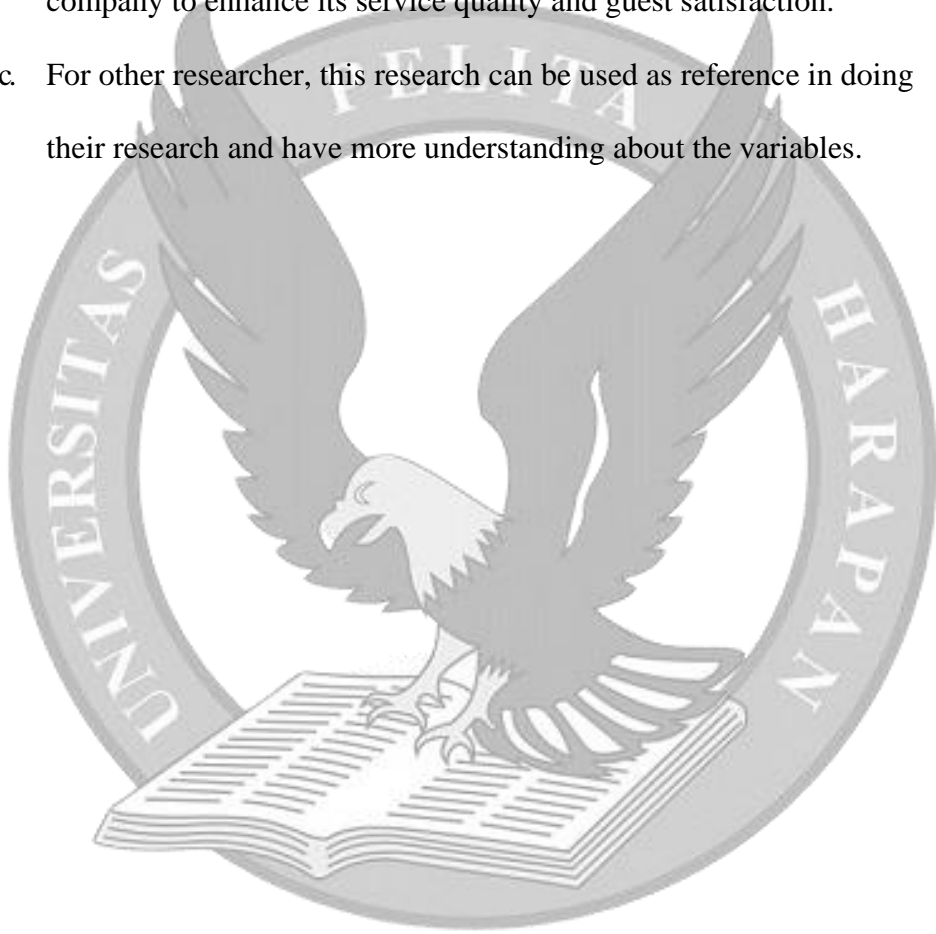 company to enhance its service quality and guest satisfaction.
c. For other researcher, this research can be used as reference in doing
their research and have more understanding about the variables.
UNIVERSITAS
PELITA
HARAPAN